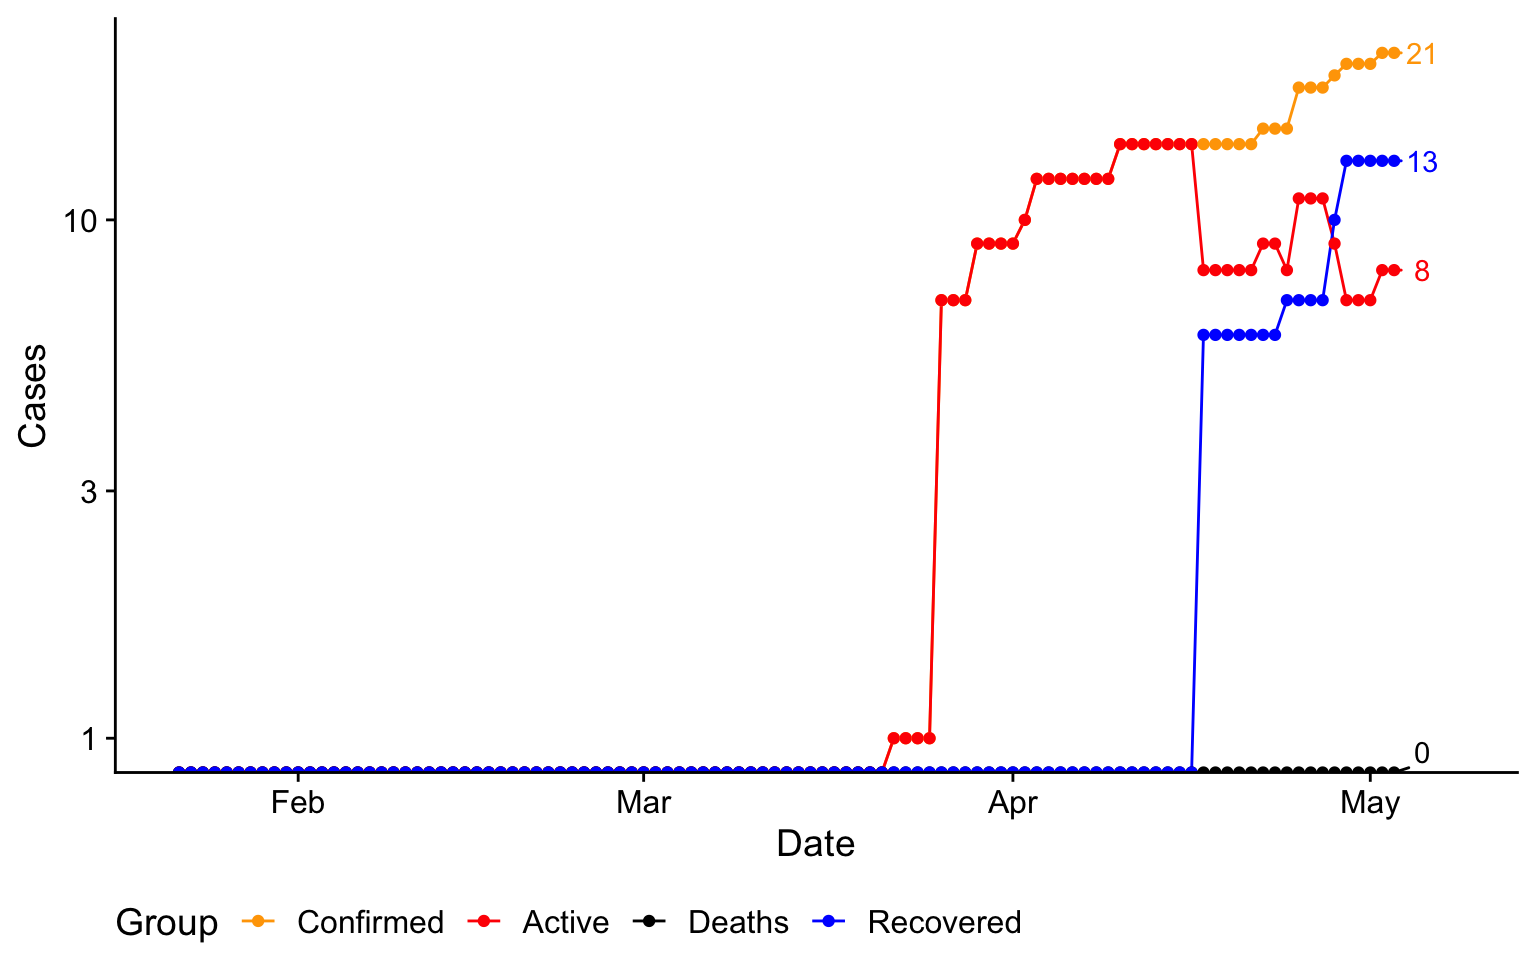 21
13
10
8
Cases
3
1
0
Feb Mar Apr May
Date
Group Confirmed Active Deaths Recovered